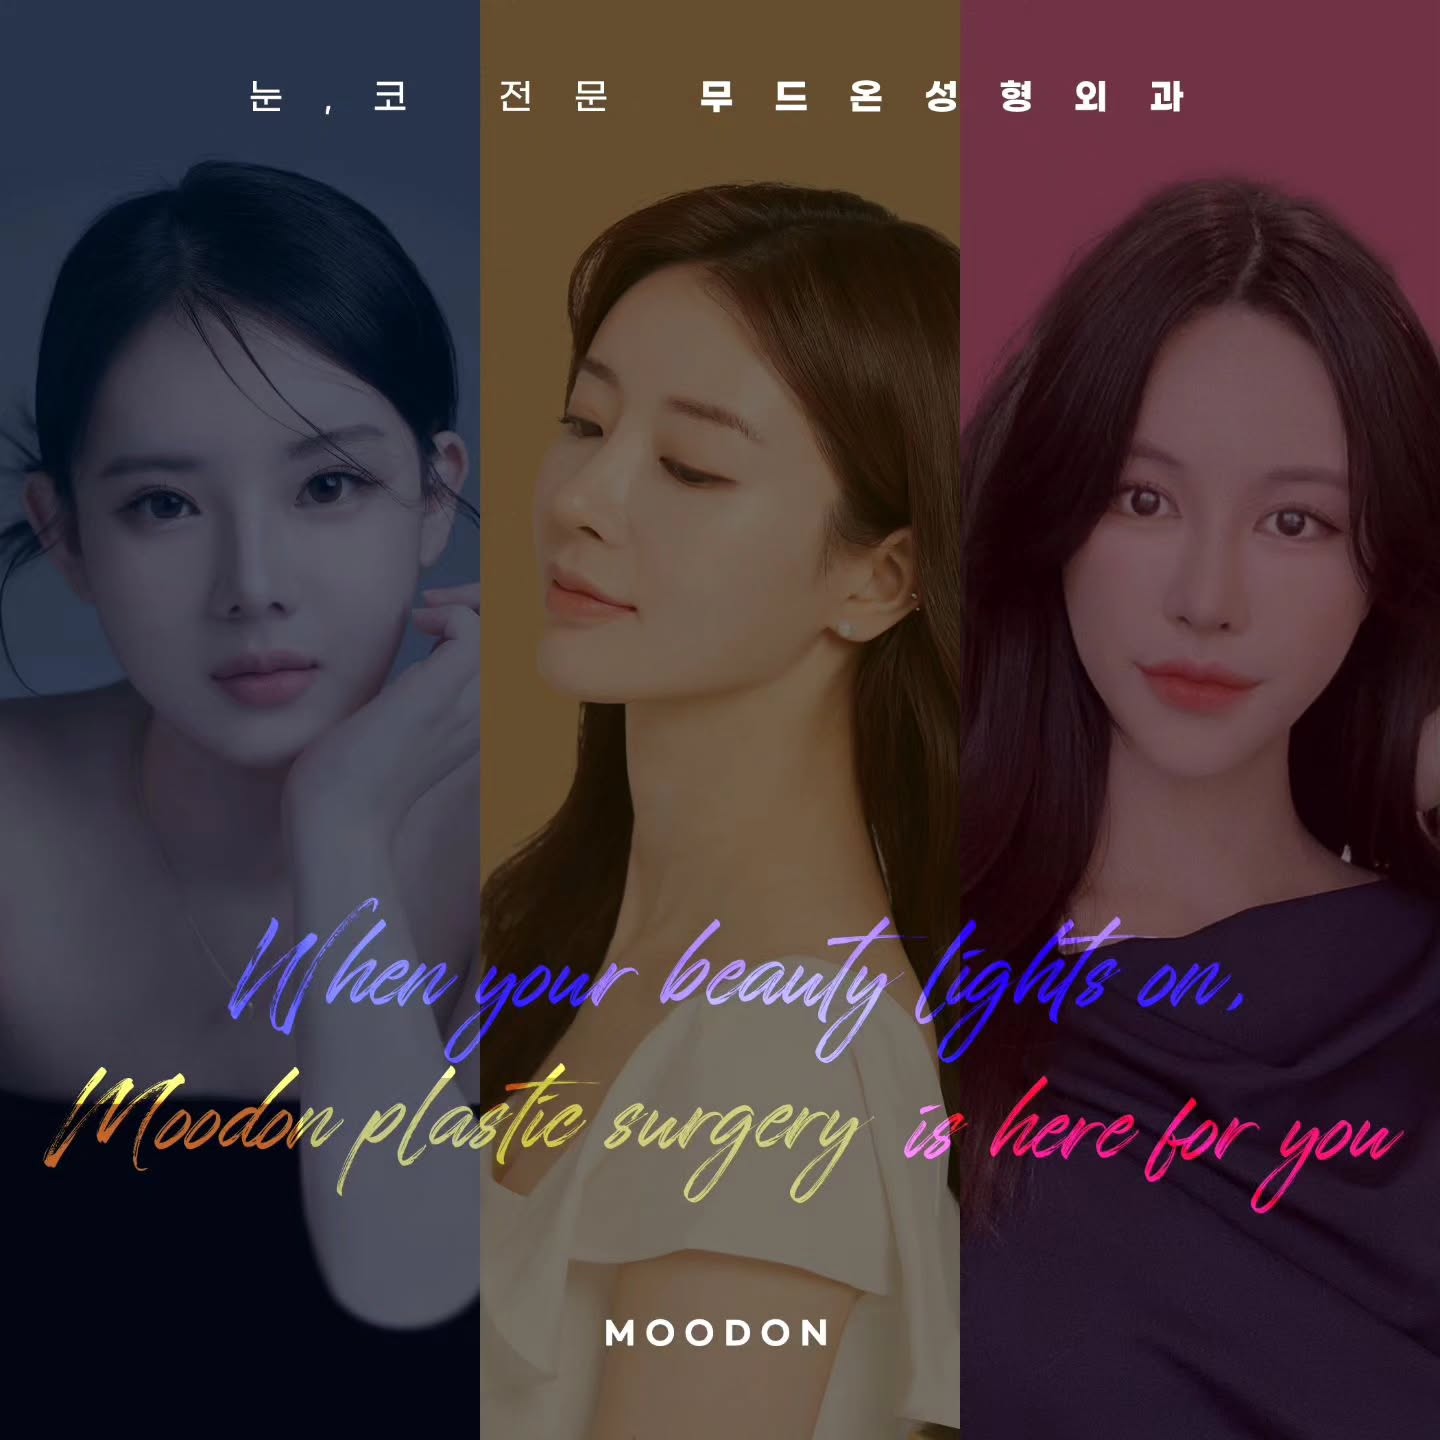 눈, 코 전문 무드온성형외과
When your beauty lights on,
Moodon plastic surgery is here for you
MOODON